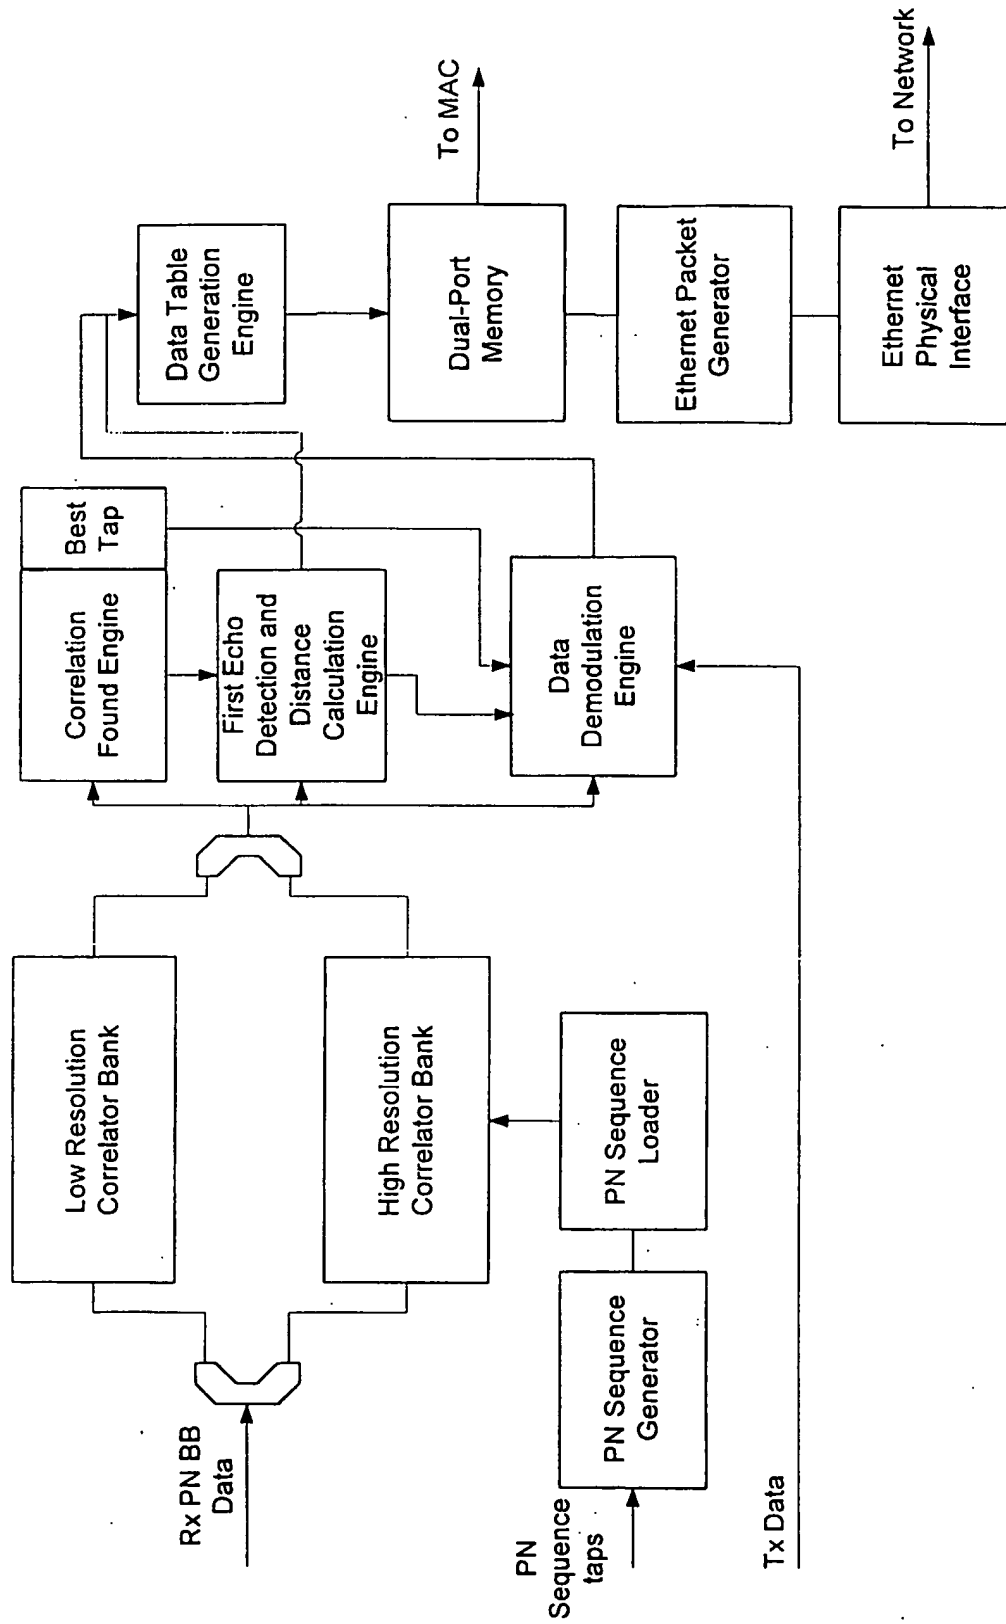 Rx PN BB
Data
Low Resolution
Correlator Bank
High Resolution
Correlator Bank
PN
Sequence
taps
PN Sequence
Generator
PN Sequence
Loader
Tx Data
Correlation
Found Engine
Best
Tap
First Echo
Detection and
Distance
Calculation
Engine
Data
Demodulation
Engine
Data Table
Generation
Engine
Dual-Port
Memory
To MAC
Ethernet Packet
Generator
Ethernet
Physical
Interface
To Network